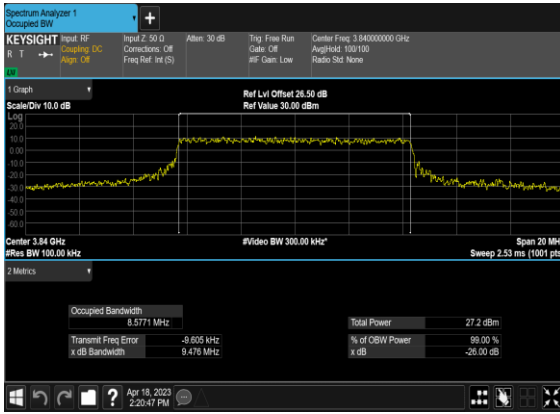 Spectrum Analyzer 1
Occupied BW
+
KEYSIGHT Input: RF Input Z: 50 Ω Atten: 30 dB Trig: Free Run Center Freq: 3.840000000 GHz
R T Coupling: DC Corrections: Off Gate: Off Avg|Hold: 100/100
Align: Off Freq Ref: Int (S) #IF Gain: Low Radio Std: None
LW
1 Graph
Ref Lvl Offset 26.50 dB
Scale/Div 10.0 dB Ref Value 30.00 dBm
Log
20.0
10.0
0.00
-10.0
-20.0
-30.0
-40.0
-50.0
-60.0
Center 3.84 GHz #Video BW 300.00 kHz* Span 20 MH
#Res BW 100.00 kHz Sweep 2.53 ms (1001 pts
2 Metrics
Occupied Bandwidth
8.5771 MHz Total Power 27.2 dBm
Transmit Freq Error -9.605 kHz % of OBW Power 99.00 %
x dB Bandwidth 9.476 MHz x dB -26.00 dB
? Apr 18, 2023
2:20:47 PM